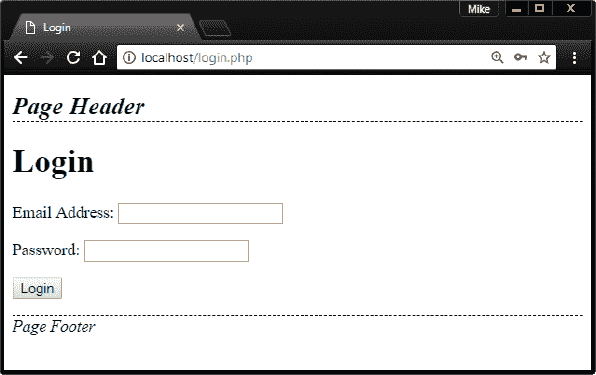 Mike
Login
localhost/login.php
Page Header
Login
Email Address:
Password:
Login
Page Footer